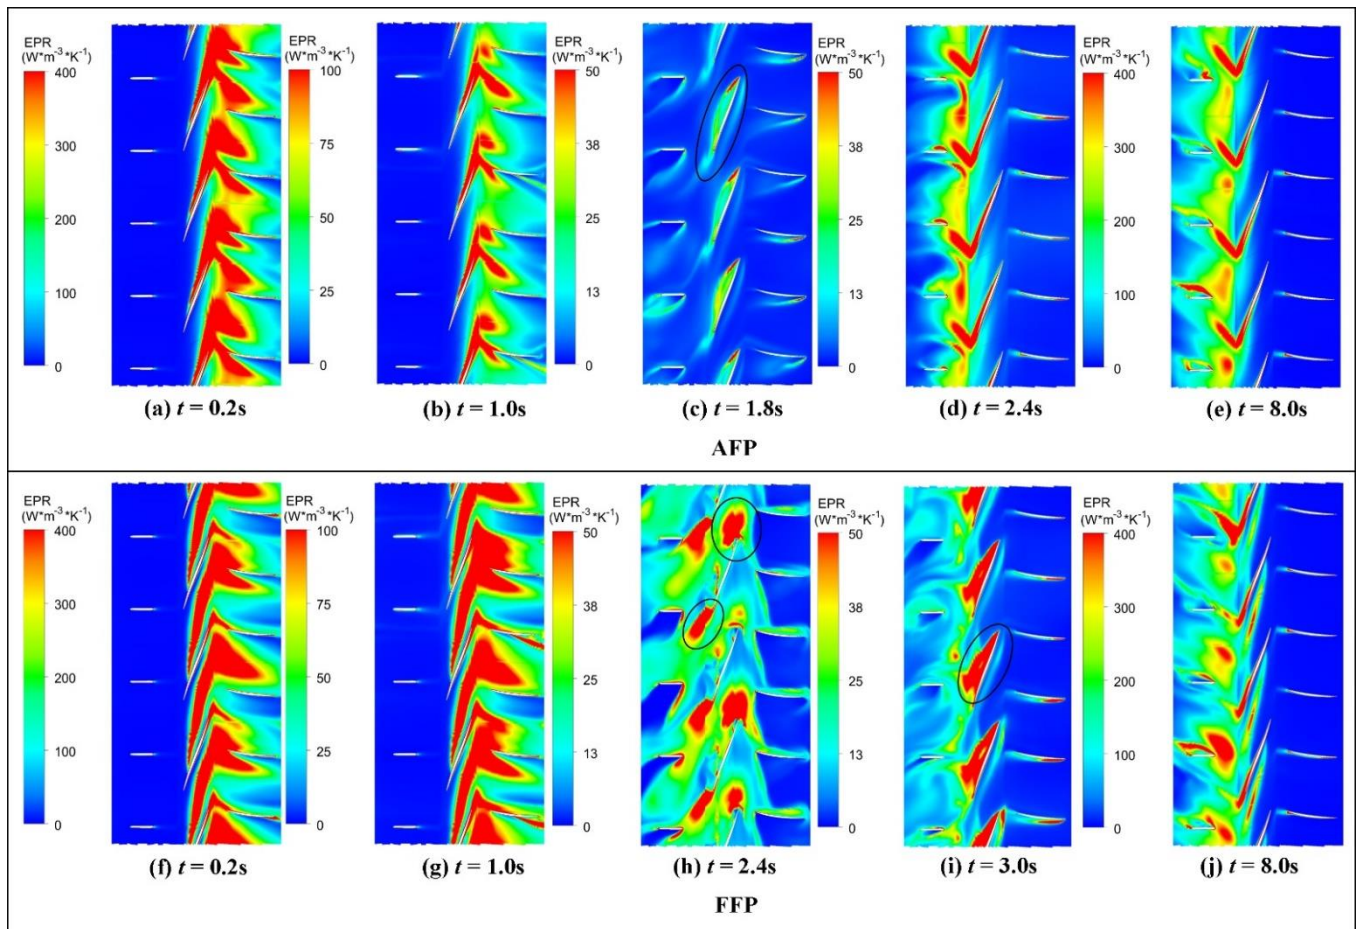 EPR
(W*m⁻³*K⁻¹)
400
300
200
100
0
EPR
(W*m⁻³*K⁻¹)
100
75
50
25
0
EPR
(W*m⁻³*K⁻¹)
50
38
25
13
0
EPR
(W*m⁻³*K⁻¹)
50
38
25
13
0
EPR
(W*m⁻³*K⁻¹)
400
300
200
100
0
(a) t = 0.2s
(b) t = 1.0s
(c) t = 1.8s
(d) t = 2.4s
(e) t = 8.0s
AFP
EPR
(W*m⁻³*K⁻¹)
400
300
200
100
0
EPR
(W*m⁻³*K⁻¹)
100
75
50
25
0
EPR
(W*m⁻³*K⁻¹)
50
38
25
13
0
EPR
(W*m⁻³*K⁻¹)
50
38
25
13
0
EPR
(W*m⁻³*K⁻¹)
400
300
200
100
0
(f) t = 0.2s
(g) t = 1.0s
(h) t = 2.4s
(i) t = 3.0s
(j) t = 8.0s
FFP